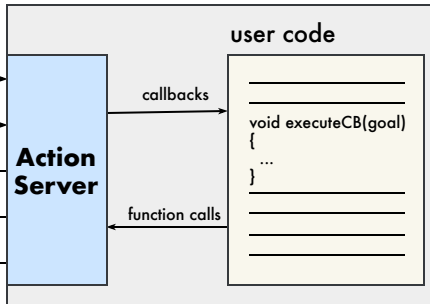 user code
callbacks
void executeCB(goal)
{
...
}
Action
Server
function calls